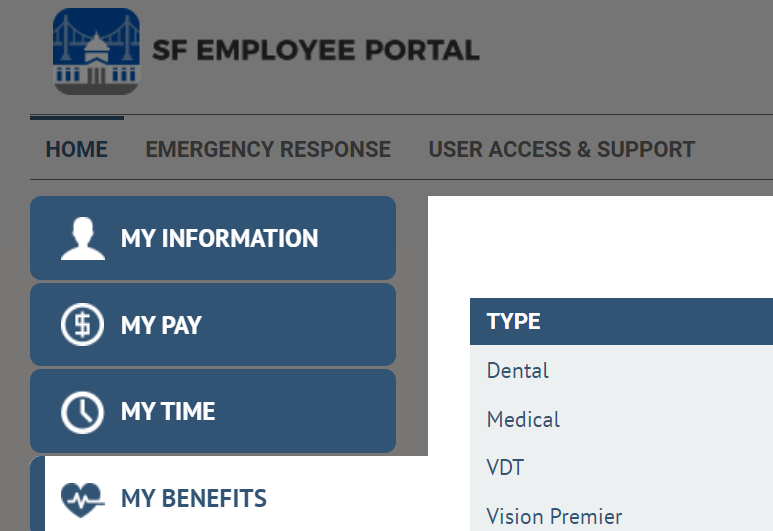 SF EMPLOYEE PORTAL
HOME EMERGENCY RESPONSE USER ACCESS & SUPPORT
MY INFORMATION
MY PAY
MY TIME
MY BENEFITS
TYPE
Dental
Medical
VDT
Vision Premier